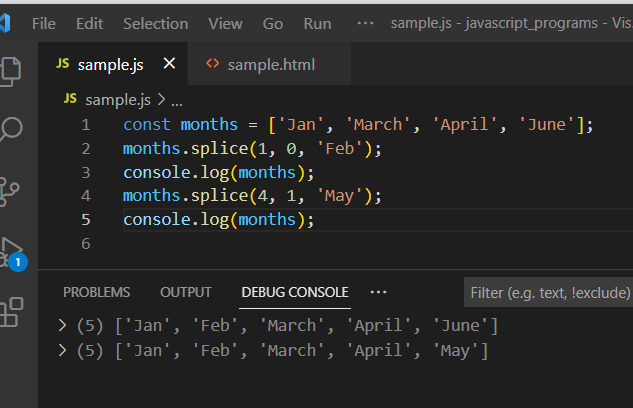 File Edit Selection View Go Run ··· sample.js - javascript_programs - Vis...
JS sample.js × <> sample.html
JS sample.js > ...
1 const months = ['Jan', 'March', 'April', 'June'];
2 months.splice(1, 0, 'Feb');
3 console.log(months);
4 months.splice(4, 1, 'May');
5 console.log(months);
6
1
PROBLEMS OUTPUT DEBUG CONSOLE ··· Filter (e.g. text, !exclude)
> (5) ['Jan', 'Feb', 'March', 'April', 'June']
> (5) ['Jan', 'Feb', 'March', 'April', 'May']